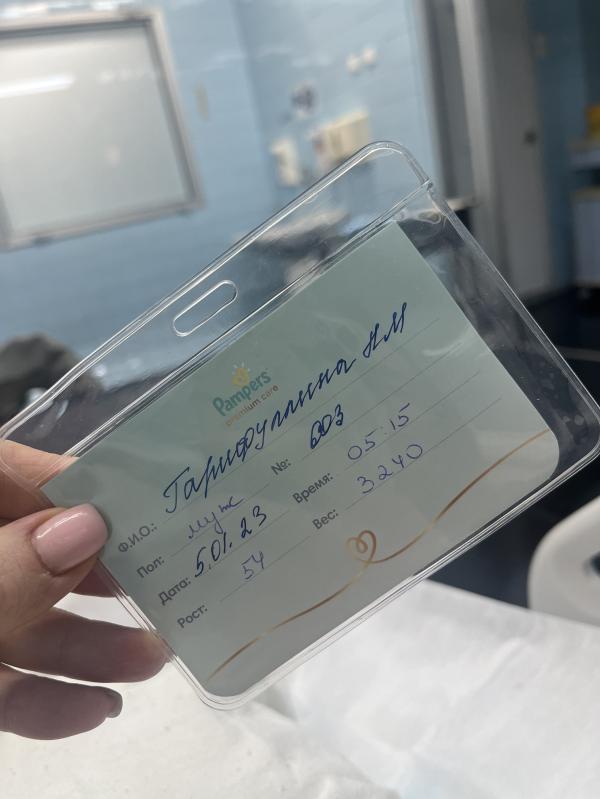 Pampers
premium care
Ф.И.О.: Гарифуллина НМ
Пол: муж №: 603
Дата: 5.01.23 Время: 05:15
Рост: 54 Вес: 3240